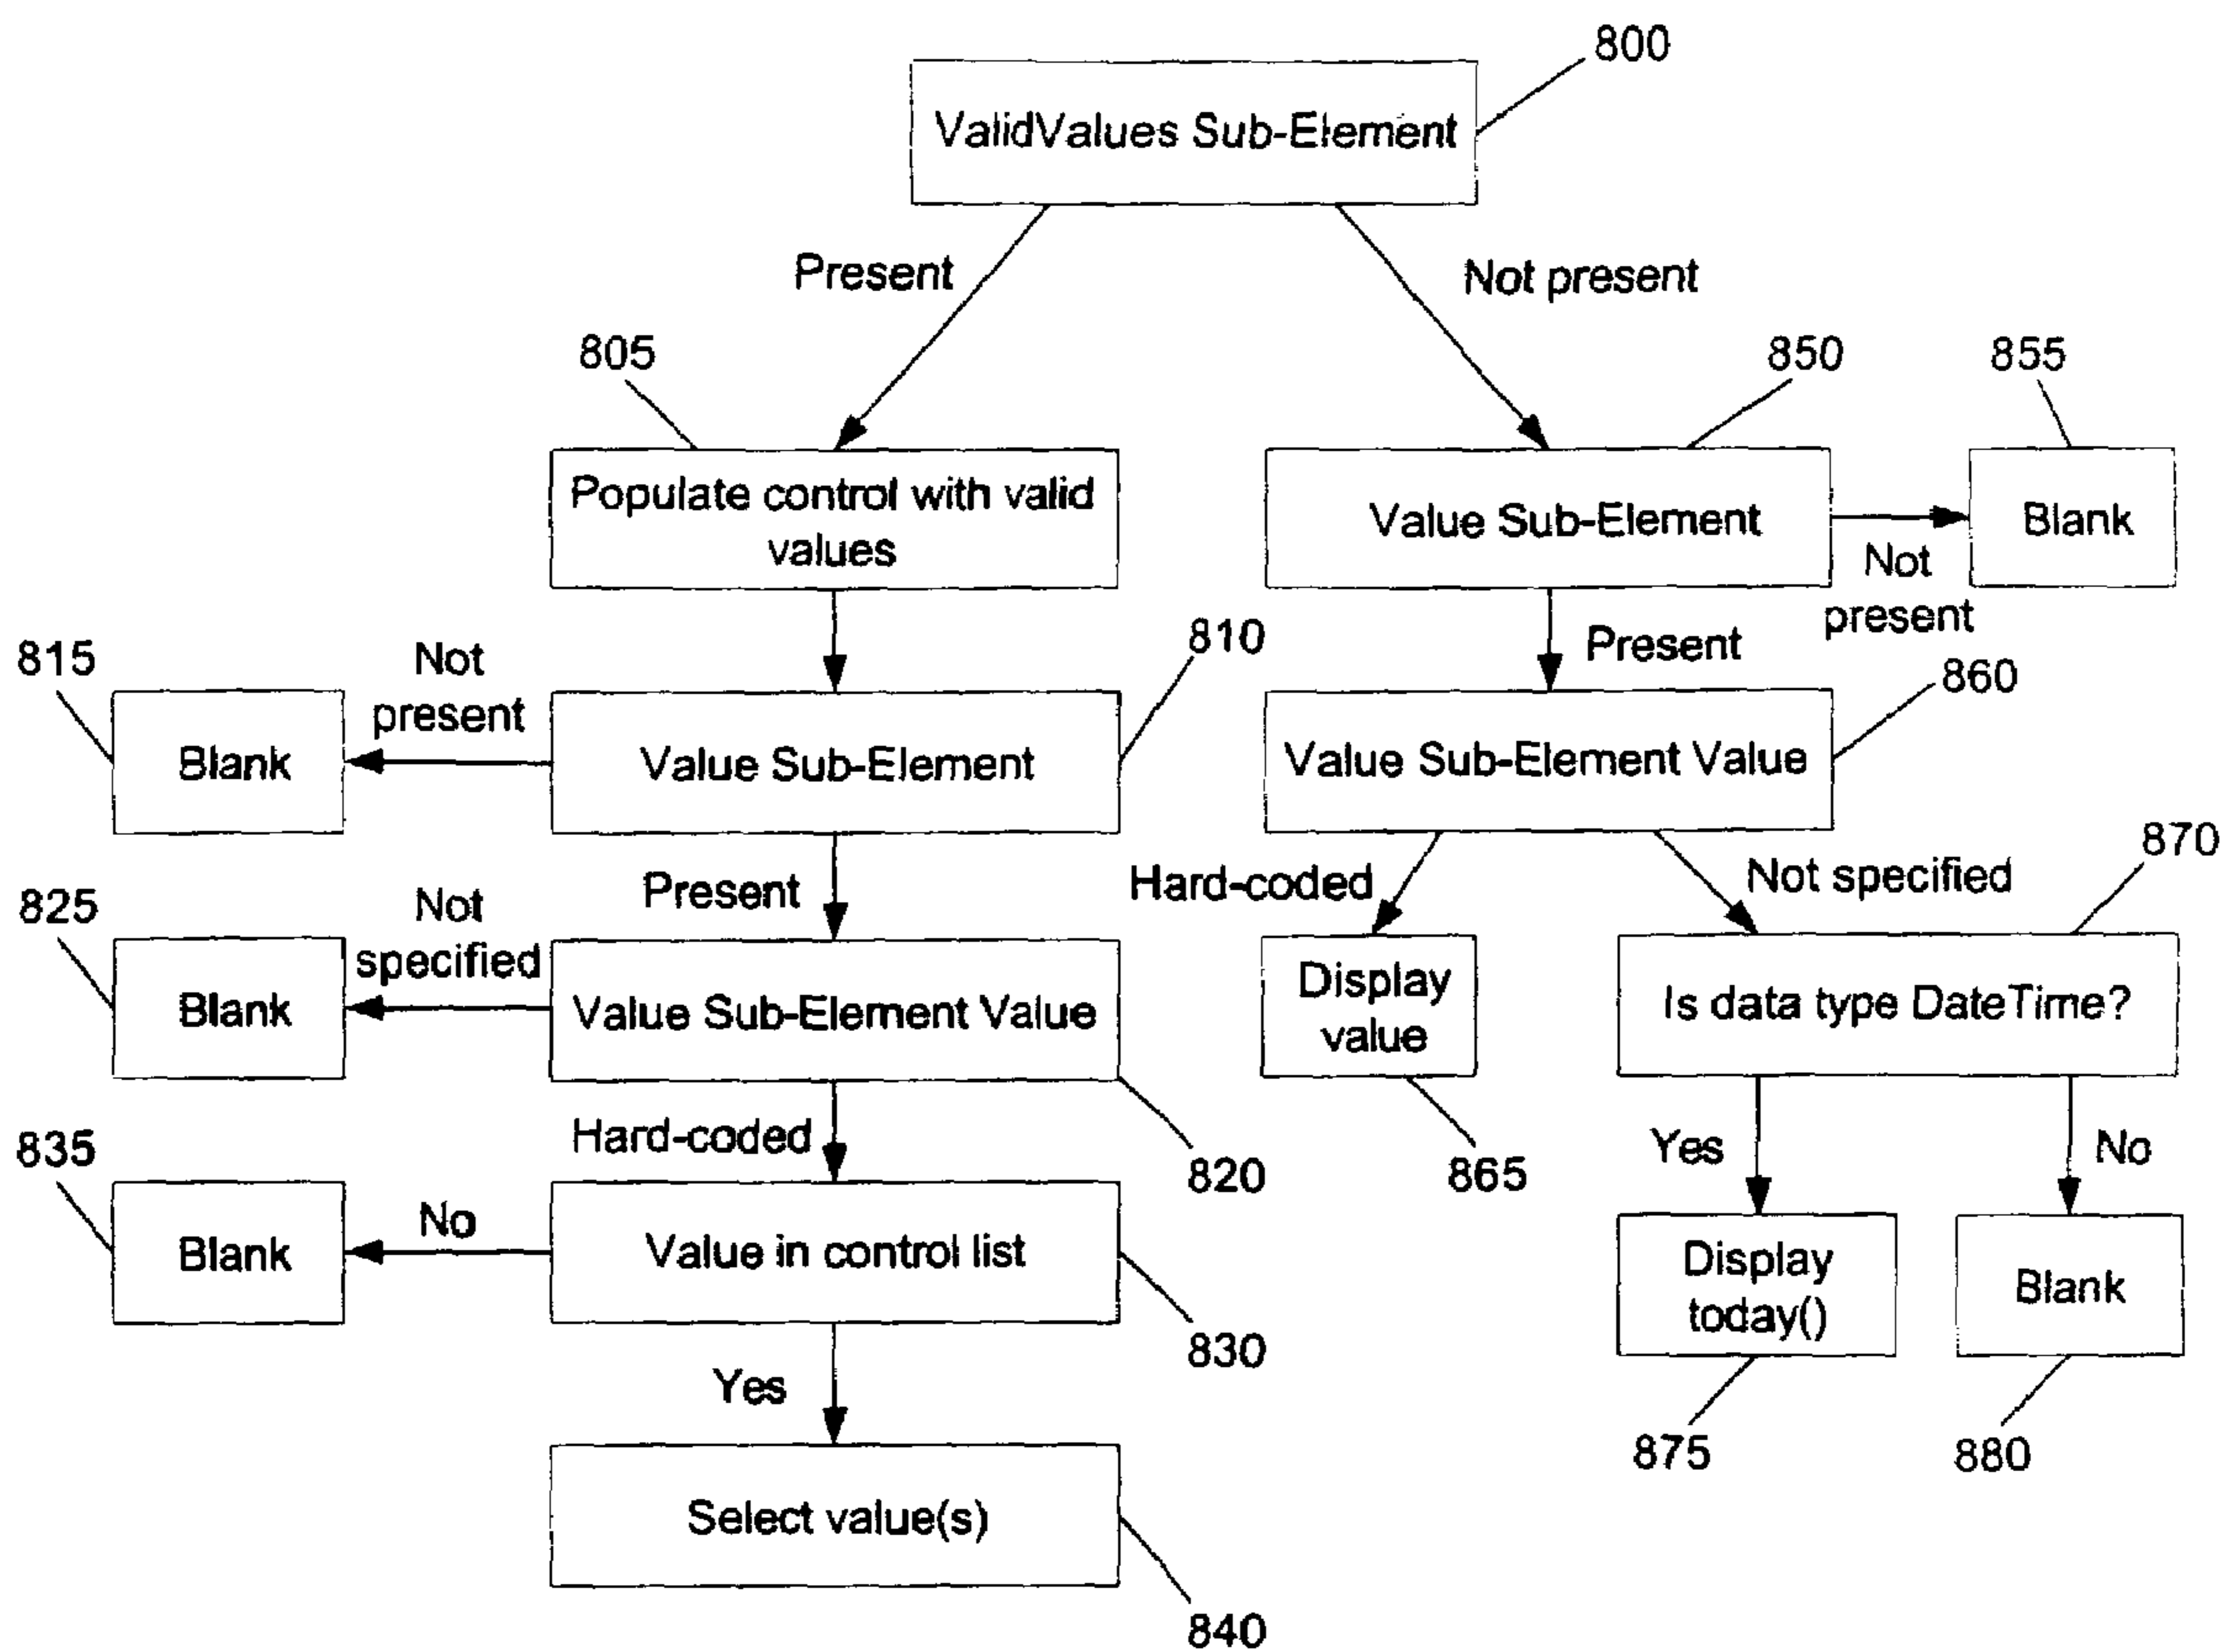 800
ValidValues Sub-Element
Present
Not present
805
850
855
Populate control with valid
values
Value Sub-Element
Blank
Not
present
810
Present
860
815
Not
present
Blank
Value Sub-Element
Value Sub-Element Value
870
Hard-coded
Not specified
825
Not
specified
Present
Blank
Value Sub-Element Value
Display
value
Is data type DateTime?
835
Hard-coded
820
865
Yes
No
Blank
No
Value in control list
830
Display
today()
Blank
Yes
875
880
Select value(s)
840